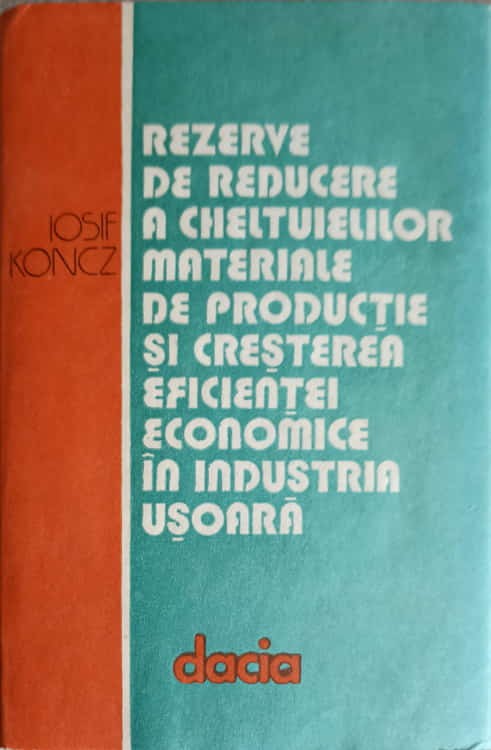 IOSIF
KONCZ
REZERVE
DE REDUCERE
A CHELTUIELILOR
MATERIALE
DE PRODUCȚIE
ȘI CREȘTEREA
EFICIENȚEI
ECONOMICE
ÎN INDUSTRIA
UȘOARĂ
dacia